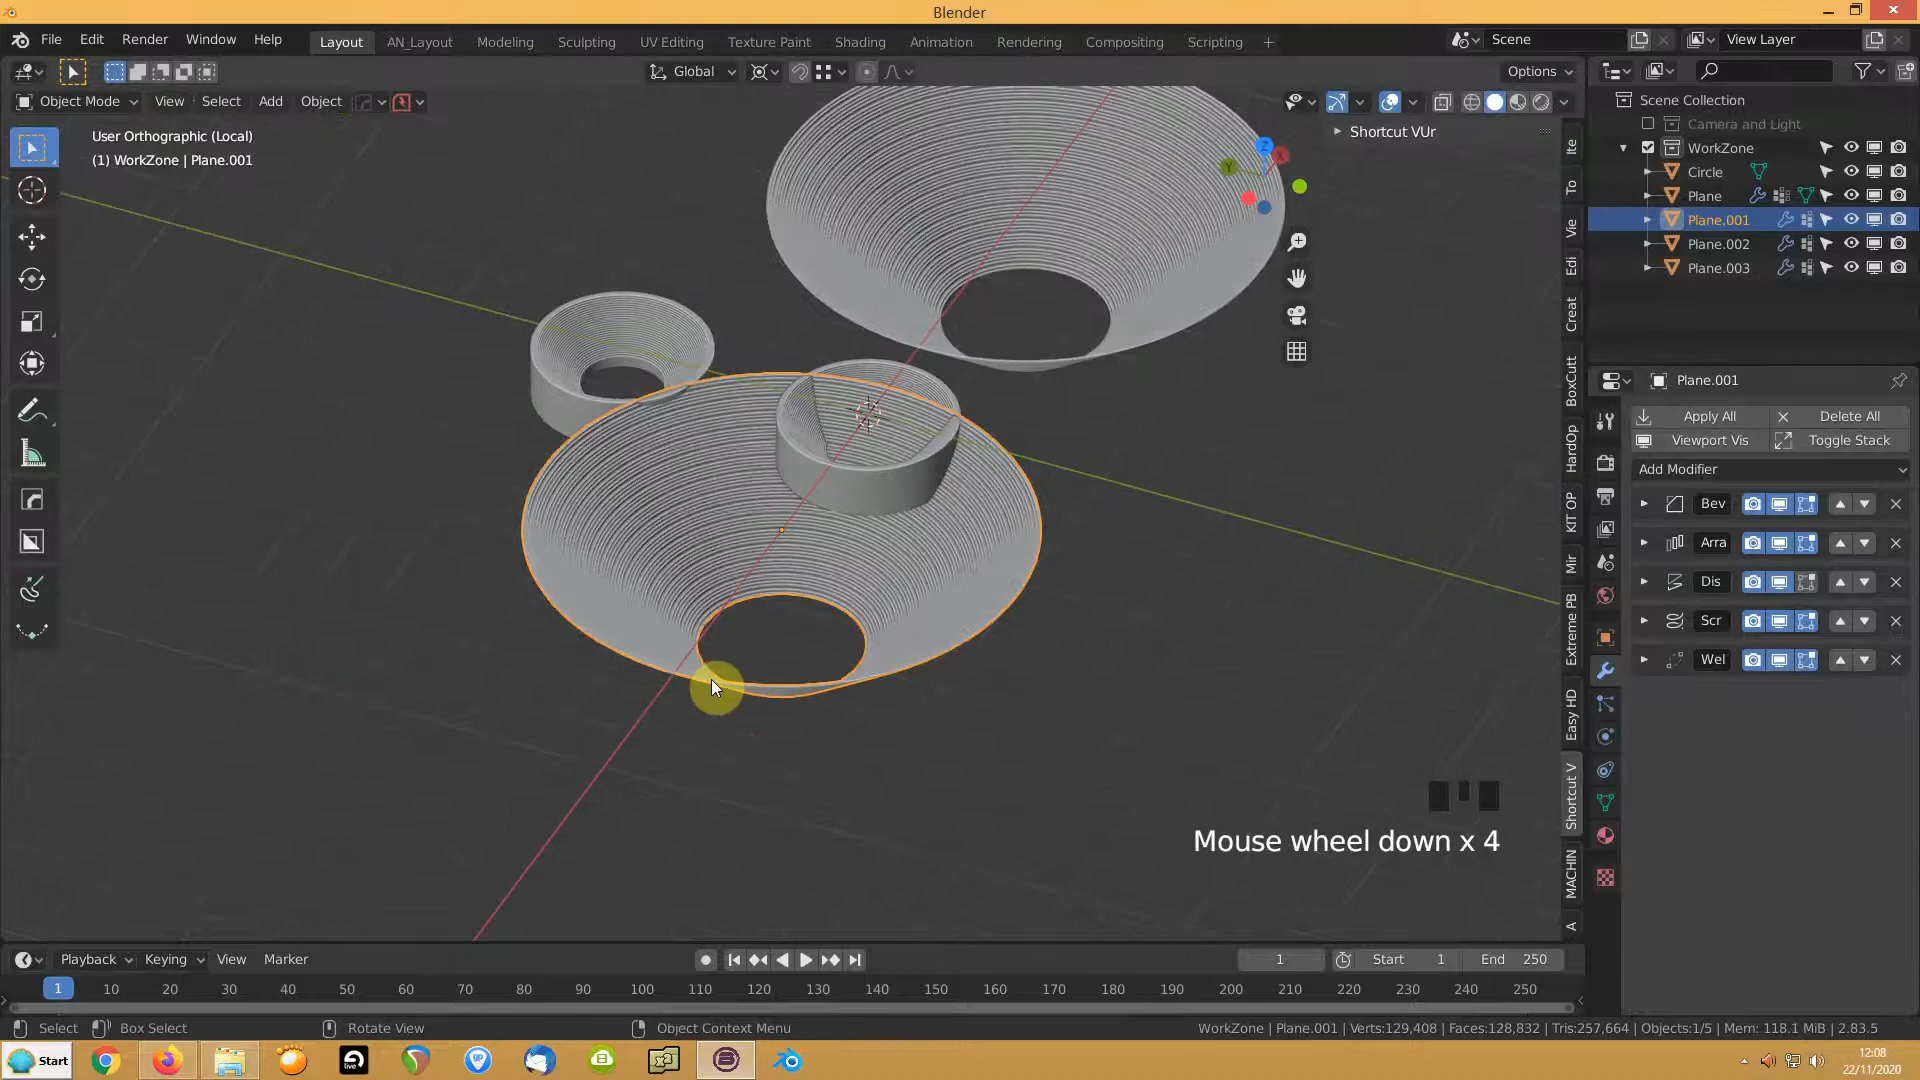 Blender
File Edit Render Window Help
Layout AN_Layout Modeling Sculpting UV Editing Texture Paint Shading Animation Rendering Compositing Scripting +
Scene
View Layer
Global
Options
Object Mode View Select Add Object
User Orthographic (Local)
(1) WorkZone | Plane.001
Shortcut VUr
Z
Y
X
Ite
To
Vie
Edi
Creat
BoxCutt
HardOp
KIT OP
Mir
Extreme PB
Easy HD
Shortcut V
MACHIN
A
Scene Collection
Camera and Light
WorkZone
Circle
Plane
Plane.001
Plane.002
Plane.003
Plane.001
Apply All Delete All
Viewport Vis Toggle Stack
Add Modifier
Bev
Arra
Dis
Scr
Wel
Mouse wheel down x 4
Playback Keying View Marker
1 Start 1 End 250
1 10 20 30 40 50 60 70 80 90 100 110 120 130 140 150 160 170 180 190 200 210 220 230 240 250
Select Box Select Rotate View Object Context Menu
WorkZone | Plane.001 | Verts:129,408 | Faces:128,832 | Tris:257,664 | Objects:1/5 | Mem: 118.1 MiB | 2.83.5
Start
live
12:08
22/11/2020